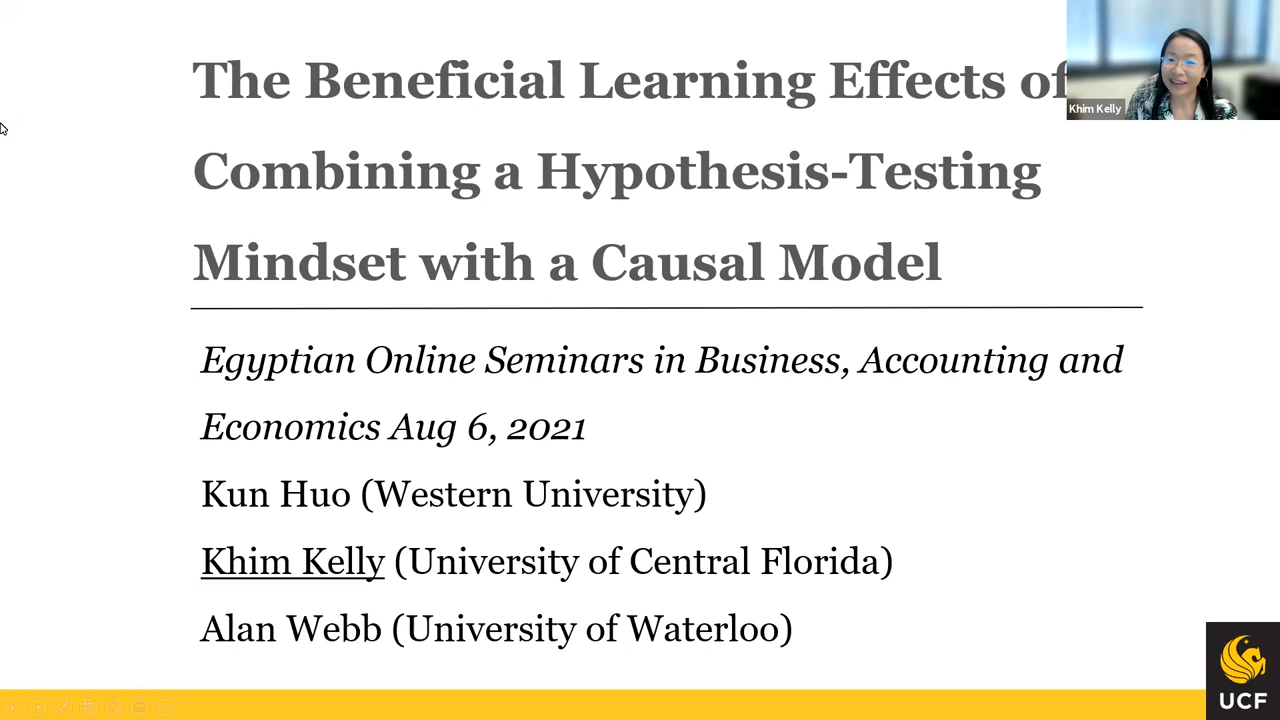 The Beneficial Learning Effects of
Khim Kelly
Combining a Hypothesis-Testing
Mindset with a Causal Model
Egyptian Online Seminars in Business, Accounting and
Economics Aug 6, 2021
Kun Huo (Western University)
Khim Kelly (University of Central Florida)
Alan Webb (University of Waterloo)
UCF